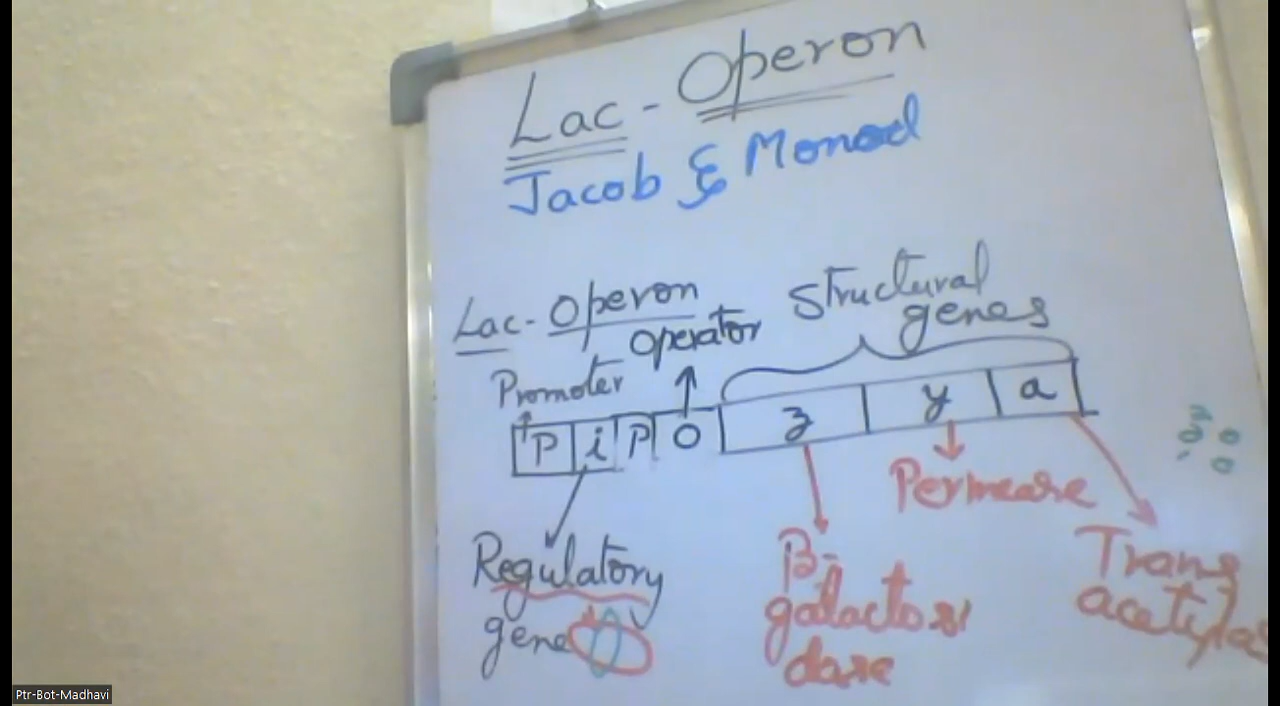 Lac-Operon
Jacob & Monod
Lac-Operon
Structural
genes
Operator
Promoter
P i P O z y a
Permease
Regulatory
gene
β-
galactosi
dase
Trans
acetylas
Ptr-Bot-Madhavi